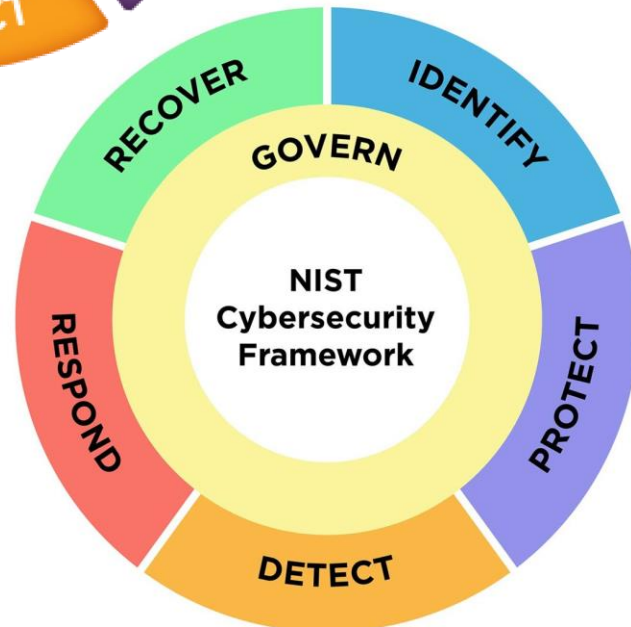 RECOVER
IDENTIFY
GOVERN
NIST
Cybersecurity
Framework
RESPOND
PROTECT
DETECT